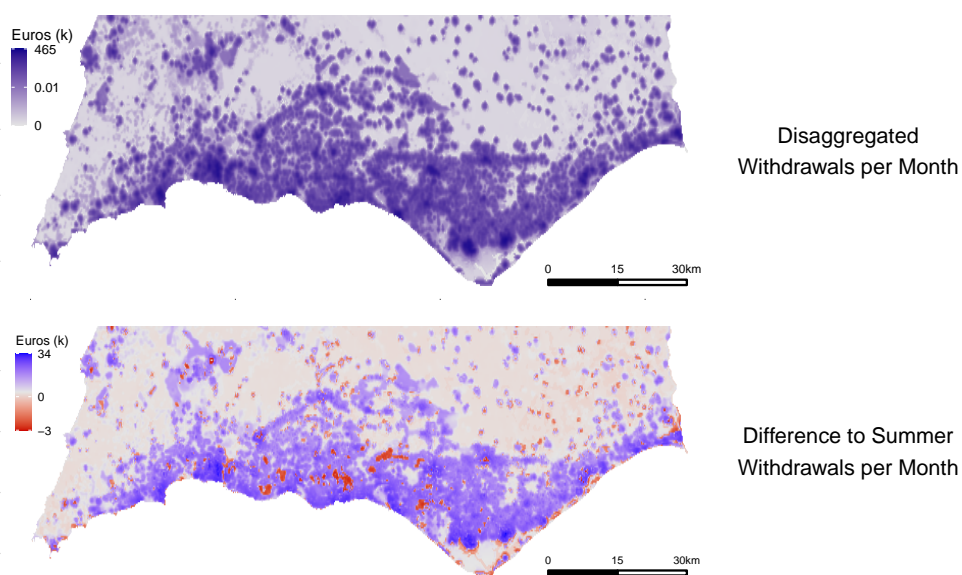 Euros (k)
465
0.01
0
Disaggregated
Withdrawals per Month
0 15 30km
Euros (k)
34
0
−3
Difference to Summer
Withdrawals per Month
0 15 30km